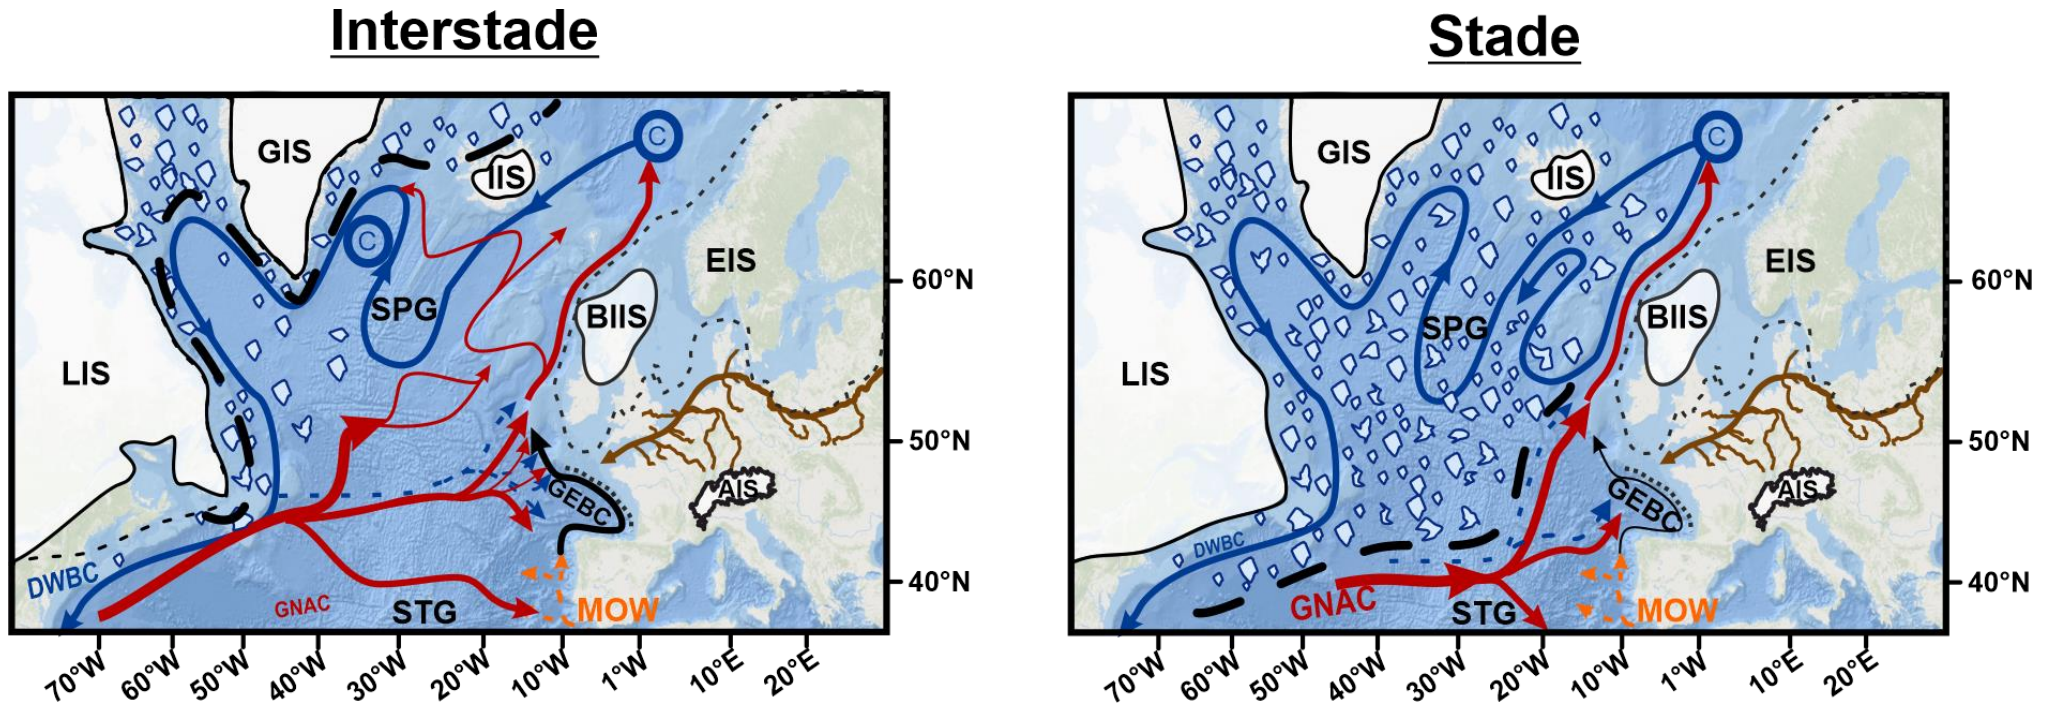 Interstade
GIS
IIS
C
C
SPG
EIS
BIIS
LIS
AIS
GEBC
DWBC
GNAC
STG
MOW
60°N
50°N
40°N
70°W
60°W
50°W
40°W
30°W
20°W
10°W
1°W
10°E
20°E
Stade
GIS
IIS
C
SPG
EIS
BIIS
LIS
AIS
GEBC
DWBC
GNAC
STG
MOW
60°N
50°N
40°N
70°W
60°W
50°W
40°W
30°W
20°W
10°W
1°W
10°E
20°E